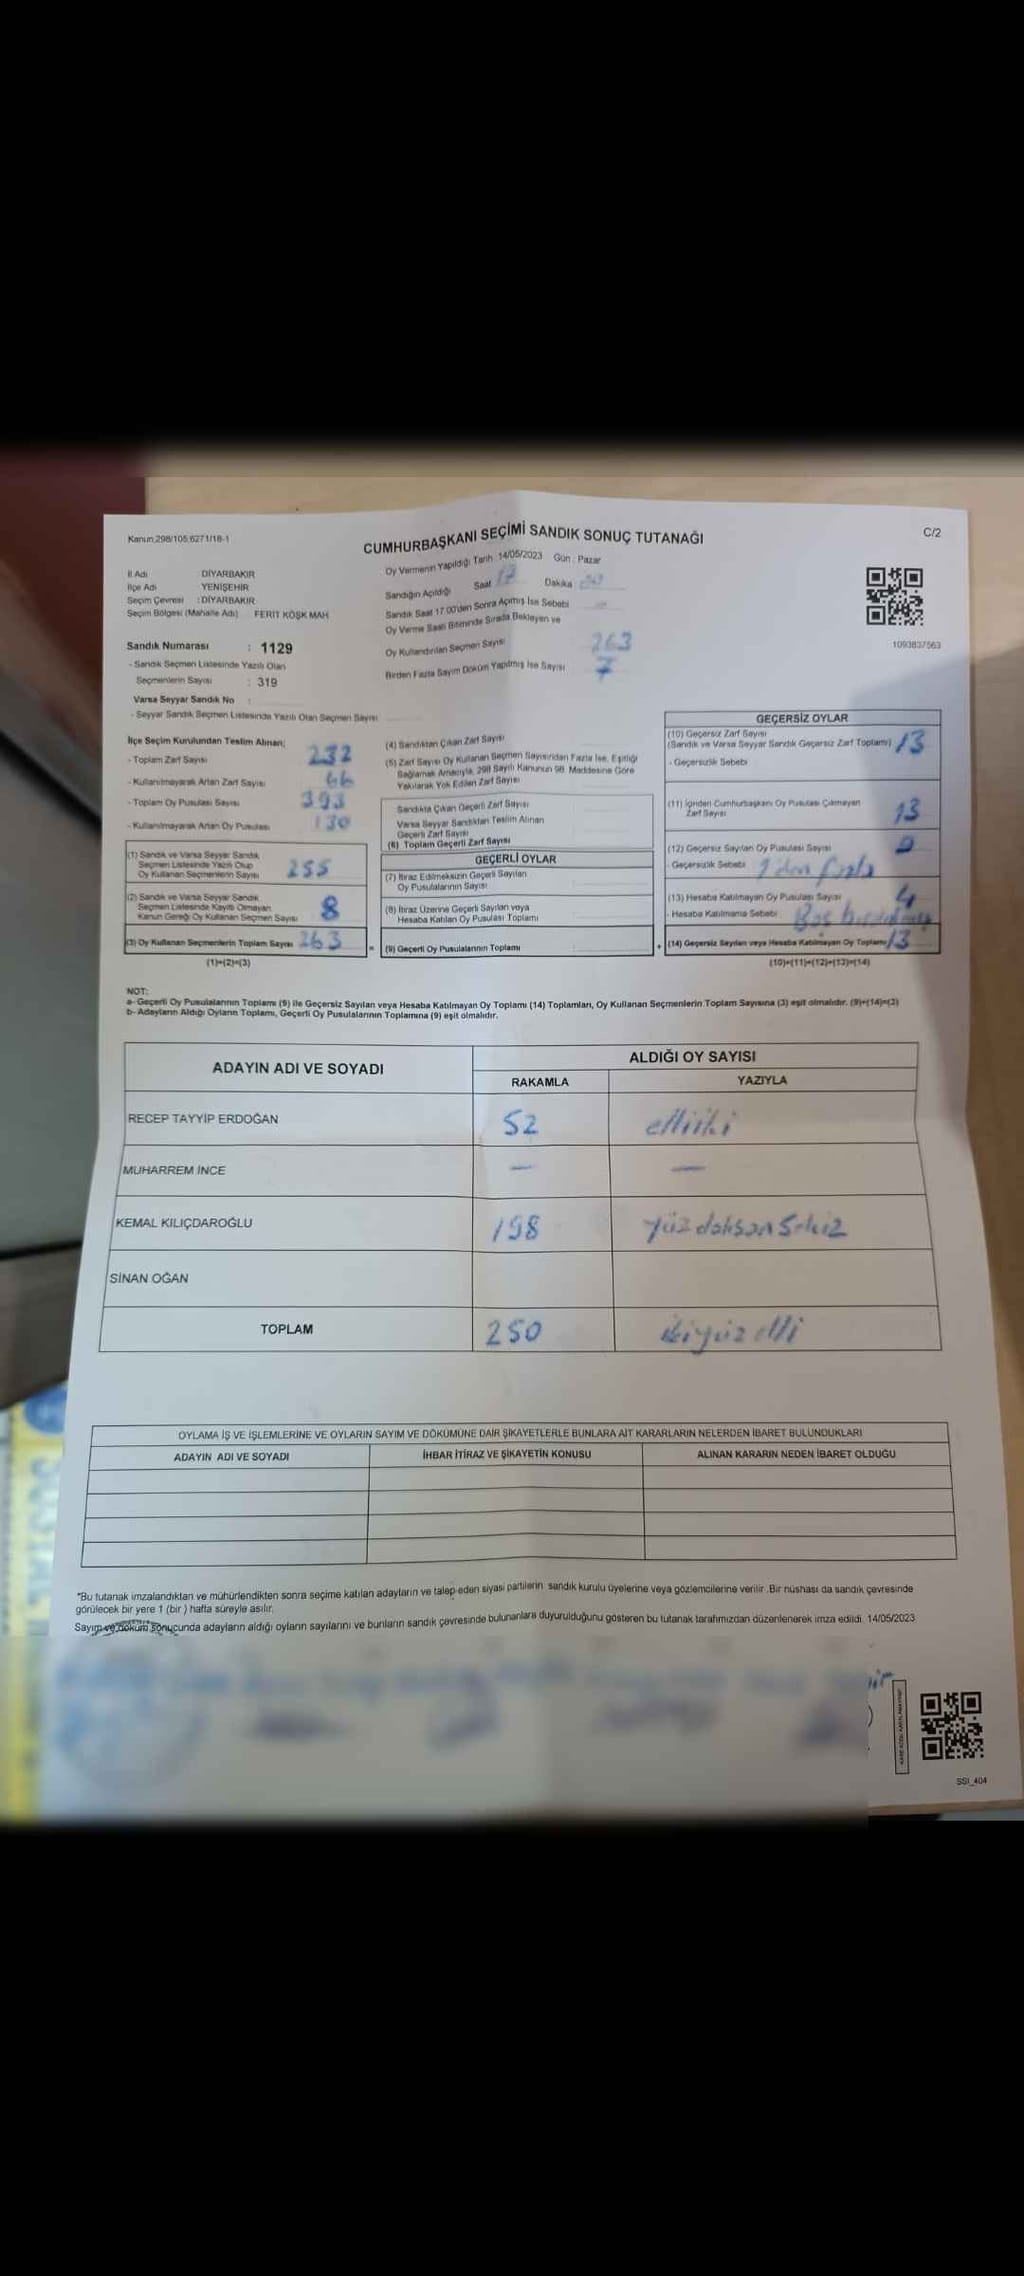 Kanun;298/105,6271/18-1
CUMHURBAŞKANI SEÇİMİ SANDIK SONUÇ TUTANAĞI
C/2
İl Adı DİYARBAKIR
İlçe Adı YENİŞEHİR
Seçim Çevresi : DİYARBAKIR
Seçim Bölgesi (Mahalle Adı) FERİT KÖŞK MAH
Sandık Numarası : 1129
- Sandık Seçmen Listesinde Yazılı Olan
Seçmenlerin Sayısı : 319
Varsa Seyyar Sandık No
- Seyyar Sandık Seçmen Listesinde Yazılı Olan Seçmen Sayısı
Oy Vermenin Yapıldığı Tarih 14/05/2023 Gün : Pazar
Sandığın Açıldığı Saat 17 Dakika
Sandık Saat 17:00'den Sonra Açılmış İse Sebebi
Oy Verme Saati Bitiminde Sırada Bekleyen ve
Oy Kullandırılan Seçmen Sayısı 263
Birden Fazla Sayım Döküm Yapılmış İse Sayısı 7
1093837563
İlçe Seçim Kurulundan Teslim Alınan;
- Toplam Zarf Sayısı 232
- Kullanılmayarak Artan Zarf Sayısı 66
- Toplam Oy Pusulası Sayısı 393
- Kullanılmayarak Artan Oy Pusulası 130
(1) Sandık ve Varsa Seyyar Sandık
Seçmen Listesinde Yazılı Olup
Oy Kullanan Seçmenlerin Sayısı 255
(2) Sandık ve Varsa Seyyar Sandık
Seçmen Listesinde Kayıtlı Olmayan
Kanun Gereği Oy Kullanan Seçmen Sayısı 8
(3) Oy Kullanan Seçmenlerin Toplam Sayısı 263
(1)+(2)=(3)
(4) Sandıktan Çıkan Zarf Sayısı
(5) Zarf Sayısı Oy Kullanan Seçmen Sayısından Fazla İse, Eşitliği
Sağlamak Amacıyla, 298 Sayılı Kanunun 98. Maddesine Göre
Yakılarak Yok Edilen Zarf Sayısı
Sandıkta Çıkan Geçerli Zarf Sayısı
Varsa Seyyar Sandıktan Teslim Alınan
Geçerli Zarf Sayısı
(6) Toplam Geçerli Zarf Sayısı
GEÇERLİ OYLAR
(7) İtiraz Edilmeksizin Geçerli Sayılan
Oy Pusulalarının Sayısı
(8) İtiraz Üzerine Geçerli Sayılan veya
Hesaba Katılan Oy Pusulası Toplamı
= (9) Geçerli Oy Pusulalarının Toplamı
GEÇERSİZ OYLAR
(10) Geçersiz Zarf Sayısı
(Sandık ve Varsa Seyyar Sandık Geçersiz Zarf Toplamı) 13
- Geçersizlik Sebebi
(11) İçinden Cumhurbaşkanı Oy Pusulası Çıkmayan
Zarf Sayısı 13
(12) Geçersiz Sayılan Oy Pusulası Sayısı
- Geçersizlik Sebebi 1'den fazla
(13) Hesaba Katılmayan Oy Pusulası Sayısı 4
- Hesaba Katılmama Sebebi Boş
+ (14) Geçersiz Sayılan veya Hesaba Katılmayan Oy Toplamı 13
(10)+(11)+(12)+(13)=(14)
NOT:
a- Geçerli Oy Pusulalarının Toplamı (9) ile Geçersiz Sayılan veya Hesaba Katılmayan Oy Toplamı (14) Toplamları, Oy Kullanan Seçmenlerin Toplam Sayısına (3) eşit olmalıdır. (9)+(14)=(3)
b- Adayların Aldığı Oyların Toplamı, Geçerli Oy Pusulalarının Toplamına (9) eşit olmalıdır.
ADAYIN ADI VE SOYADI ALDIĞI OY SAYISI
RAKAMLA YAZIYLA
RECEP TAYYİP ERDOĞAN 52 elliiki
MUHARREM İNCE — —
KEMAL KILIÇDAROĞLU 198 yüzdoksansekiz
SİNAN OĞAN
TOPLAM 250 ikiyüzelli
OYLAMA İŞ VE İŞLEMLERİNE VE OYLARIN SAYIM VE DÖKÜMÜNE DAİR ŞİKAYETLERLE BUNLARA AİT KARARLARIN NELERDEN İBARET BULUNDUKLARI
ADAYIN ADI VE SOYADI İHBAR İTİRAZ VE ŞİKAYETİN KONUSU ALINAN KARARIN NEDEN İBARET OLDUĞU
*Bu tutanak imzalandıktan ve mühürlendikten sonra seçime katılan adayların ve talep eden siyasi partilerin sandık kurulu üyelerine veya gözlemcilerine verilir .Bir nüshası da sandık çevresinde
görülecek bir yere 1 (bir ) hafta süreyle asılır.
Sayım ve döküm sonucunda adayların aldığı oyların sayılarını ve bunların sandık çevresinde bulunanlara duyurulduğunu gösteren bu tutanak tarafımızdan düzenlenerek imza edildi. 14/05/2023
SSI_404